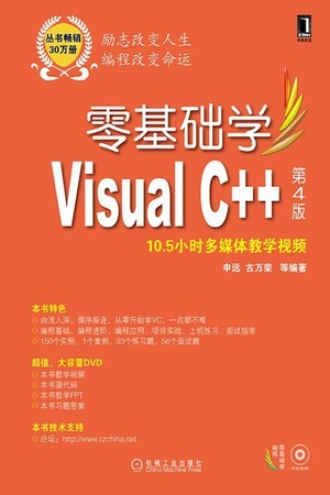 丛书畅销
30万册
励志改变人生
编程改变命运
零基础学
Visual C++
第4版
10.5小时多媒体教学视频
申远 古万荣 等编著
本书特色
由浅入深，循序渐进，从零开始学VC，一点都不难
编程基础、编程进阶、编程应用、项目实战、上机练习、面试指南
150个实例、1个案例、93个练习题、56个面试题
超值、大容量DVD
本书教学视频
本书源代码
本书教学PPT
本书习题答案
本书技术支持
论坛：http://www.rzchina.net
零基础学
编程
DVD-ROM
机械工业出版社
China Machine Press